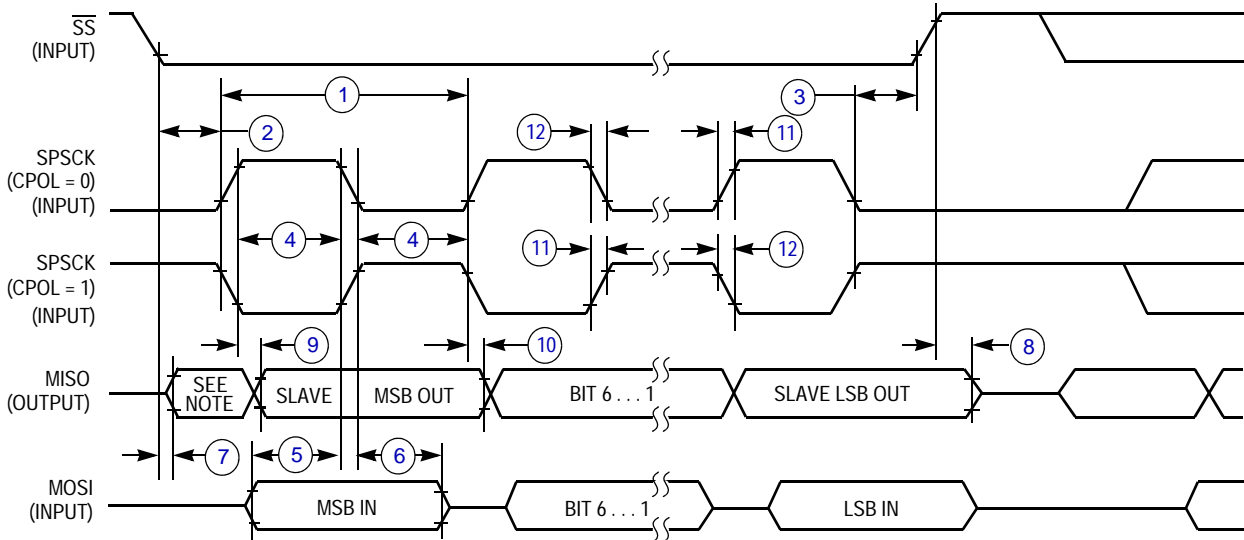 SS
(INPUT)
1
3
2
12
11
SPSCK
(CPOL = 0)
(INPUT)
4
4
11
12
SPSCK
(CPOL = 1)
(INPUT)
9
10
8
MISO
(OUTPUT)
SEE
NOTE
SLAVE
MSB OUT
BIT 6 . . . 1
SLAVE LSB OUT
7
5
6
MOSI
(INPUT)
MSB IN
BIT 6 . . . 1
LSB IN